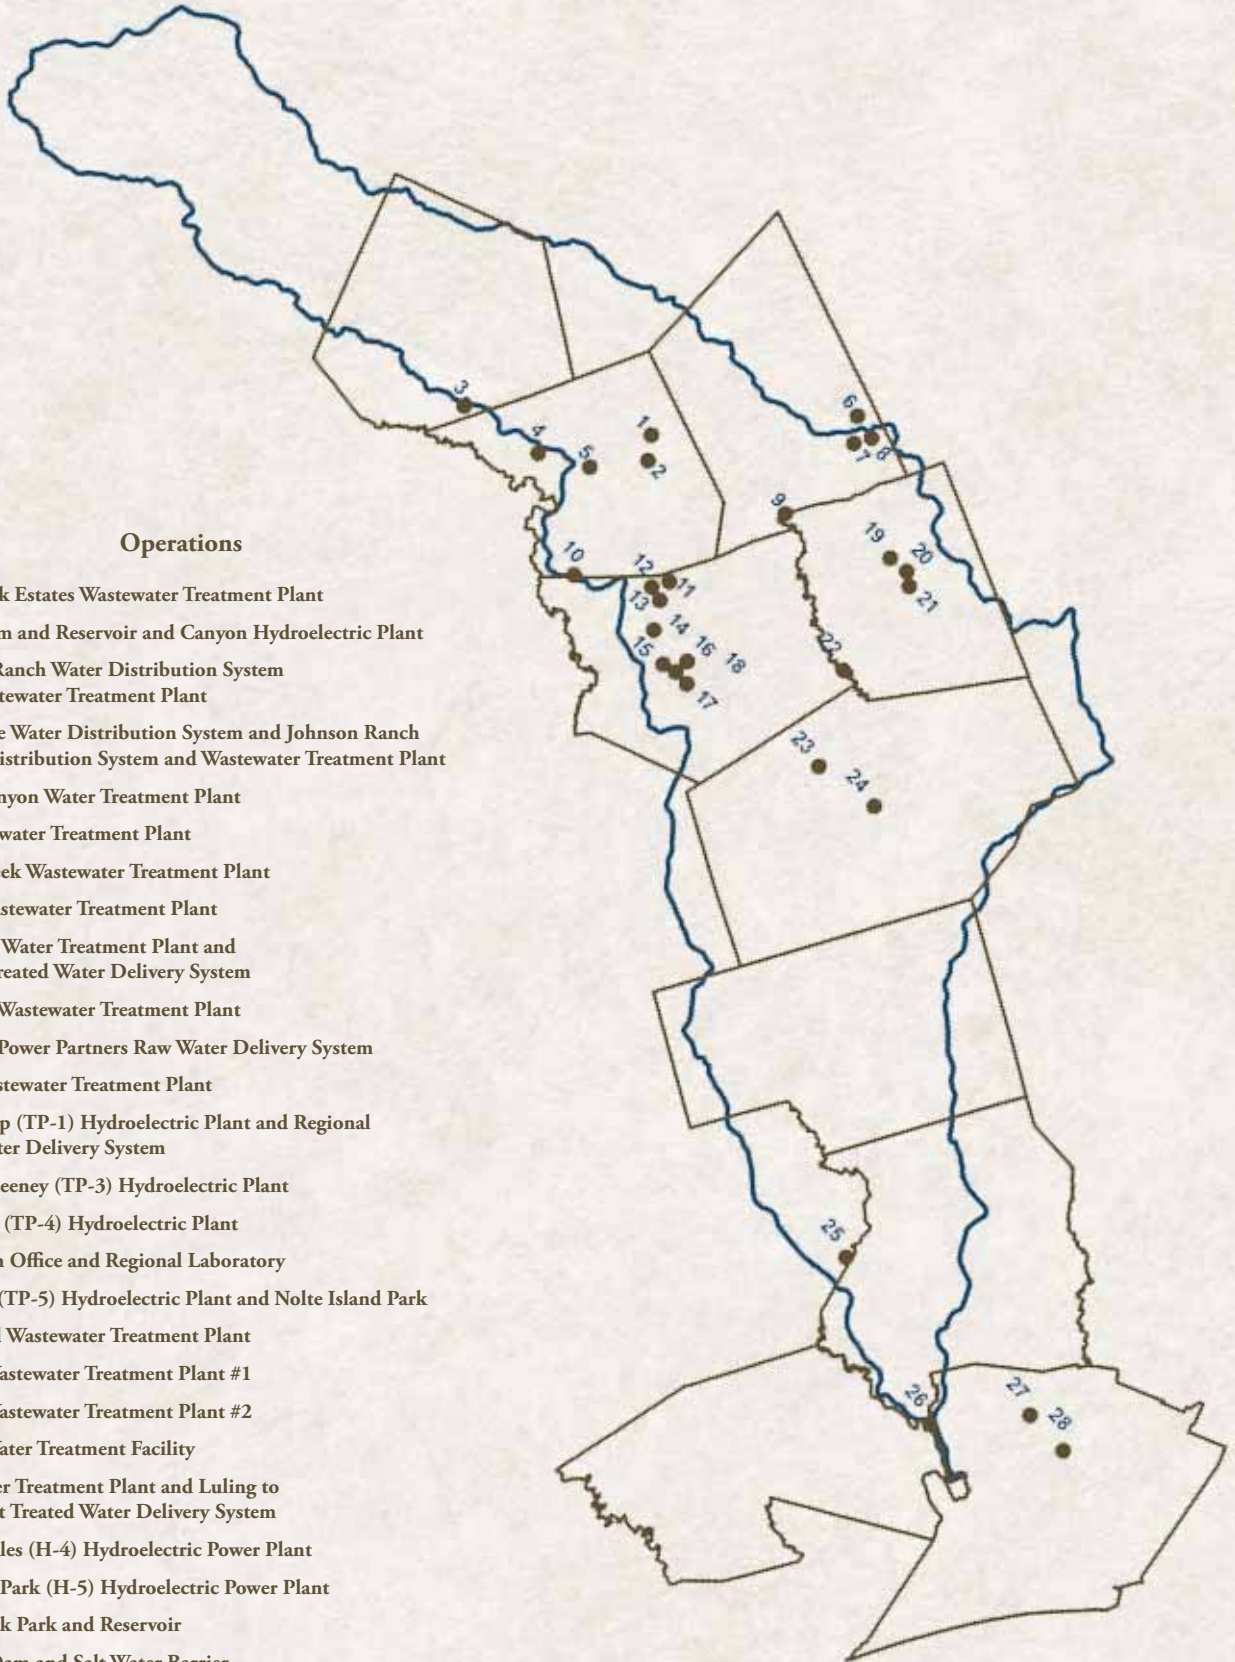 Operations
k Estates Wastewater Treatment Plant
m and Reservoir and Canyon Hydroelectric Plant
Ranch Water Distribution System
tewater Treatment Plant
e Water Distribution System and Johnson Ranch
istribution System and Wastewater Treatment Plant
nyon Water Treatment Plant
water Treatment Plant
eek Wastewater Treatment Plant
astewater Treatment Plant
Water Treatment Plant and
reated Water Delivery System
Wastewater Treatment Plant
Power Partners Raw Water Delivery System
stewater Treatment Plant
p (TP-1) Hydroelectric Plant and Regional
ter Delivery System
eeney (TP-3) Hydroelectric Plant
(TP-4) Hydroelectric Plant
n Office and Regional Laboratory
(TP-5) Hydroelectric Plant and Nolte Island Park
l Wastewater Treatment Plant
astewater Treatment Plant #1
astewater Treatment Plant #2
ater Treatment Facility
er Treatment Plant and Luling to
t Treated Water Delivery System
les (H-4) Hydroelectric Power Plant
Park (H-5) Hydroelectric Power Plant
k Park and Reservoir
Dam and Salt Water Barrier
3
4
5
1
2
6
7
8
9
10
12
11
13
14
15
16
18
17
19
20
21
22
23
24
25
26
27
28